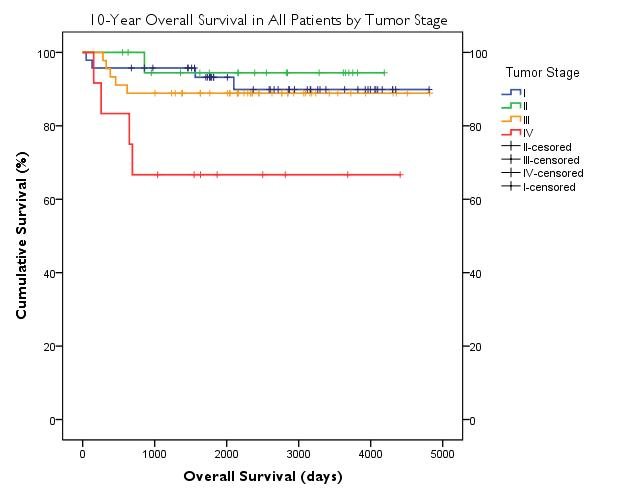 10-Year Overall Survival in All Patients by Tumor Stage
100 100
80 80
60 60
40 40
20 20
0 0
Cumulative Survival (%)
0 1000 2000 3000 4000 5000
Overall Survival (days)
Tumor Stage
I
II
III
IV
II-cesored
III-censored
IV-censored
I-censored